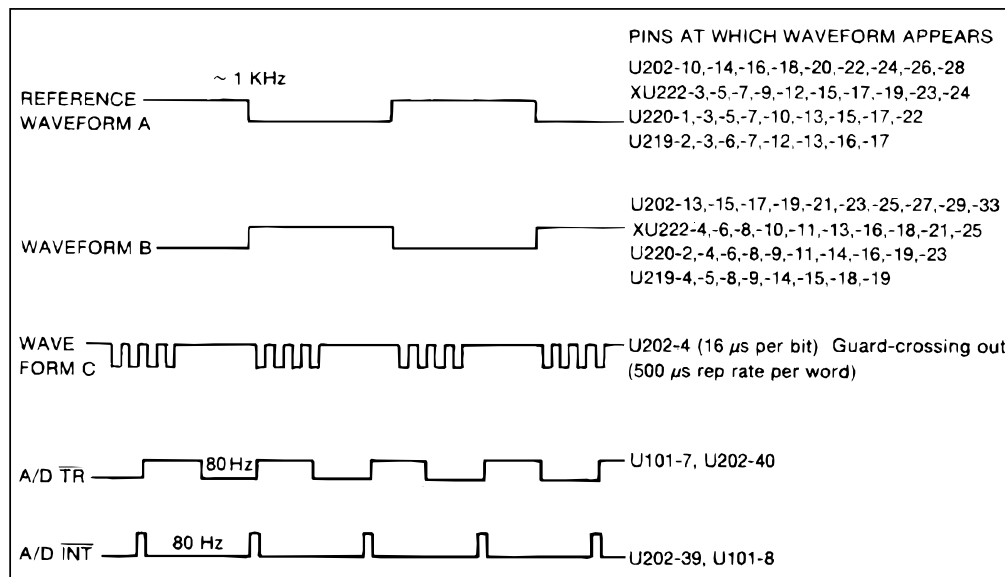 PINS AT WHICH WAVEFORM APPEARS
~ 1 KHz
REFERENCE
WAVEFORM A
U202-10,-14,-16,-18,-20,-22,-24,-26,-28
XU222-3,-5,-7,-9,-12,-15,-17,-19,-23,-24
U220-1,-3,-5,-7,-10,-13,-15,-17,-22
U219-2,-3,-6,-7,-12,-13,-16,-17
WAVEFORM B
U202-13,-15,-17,-19,-21,-23,-25,-27,-29,-33
XU222-4,-6,-8,-10,-11,-13,-16,-18,-21,-25
U220-2,-4,-6,-8,-9,-11,-14,-16,-19,-23
U219-4,-5,-8,-9,-14,-15,-18,-19
WAVE
FORM C
U202-4 (16 µs per bit) Guard-crossing out
(500 µs rep rate per word)
A/D TR
80 Hz
U101-7, U202-40
A/D INT
80 Hz
U202-39, U101-8